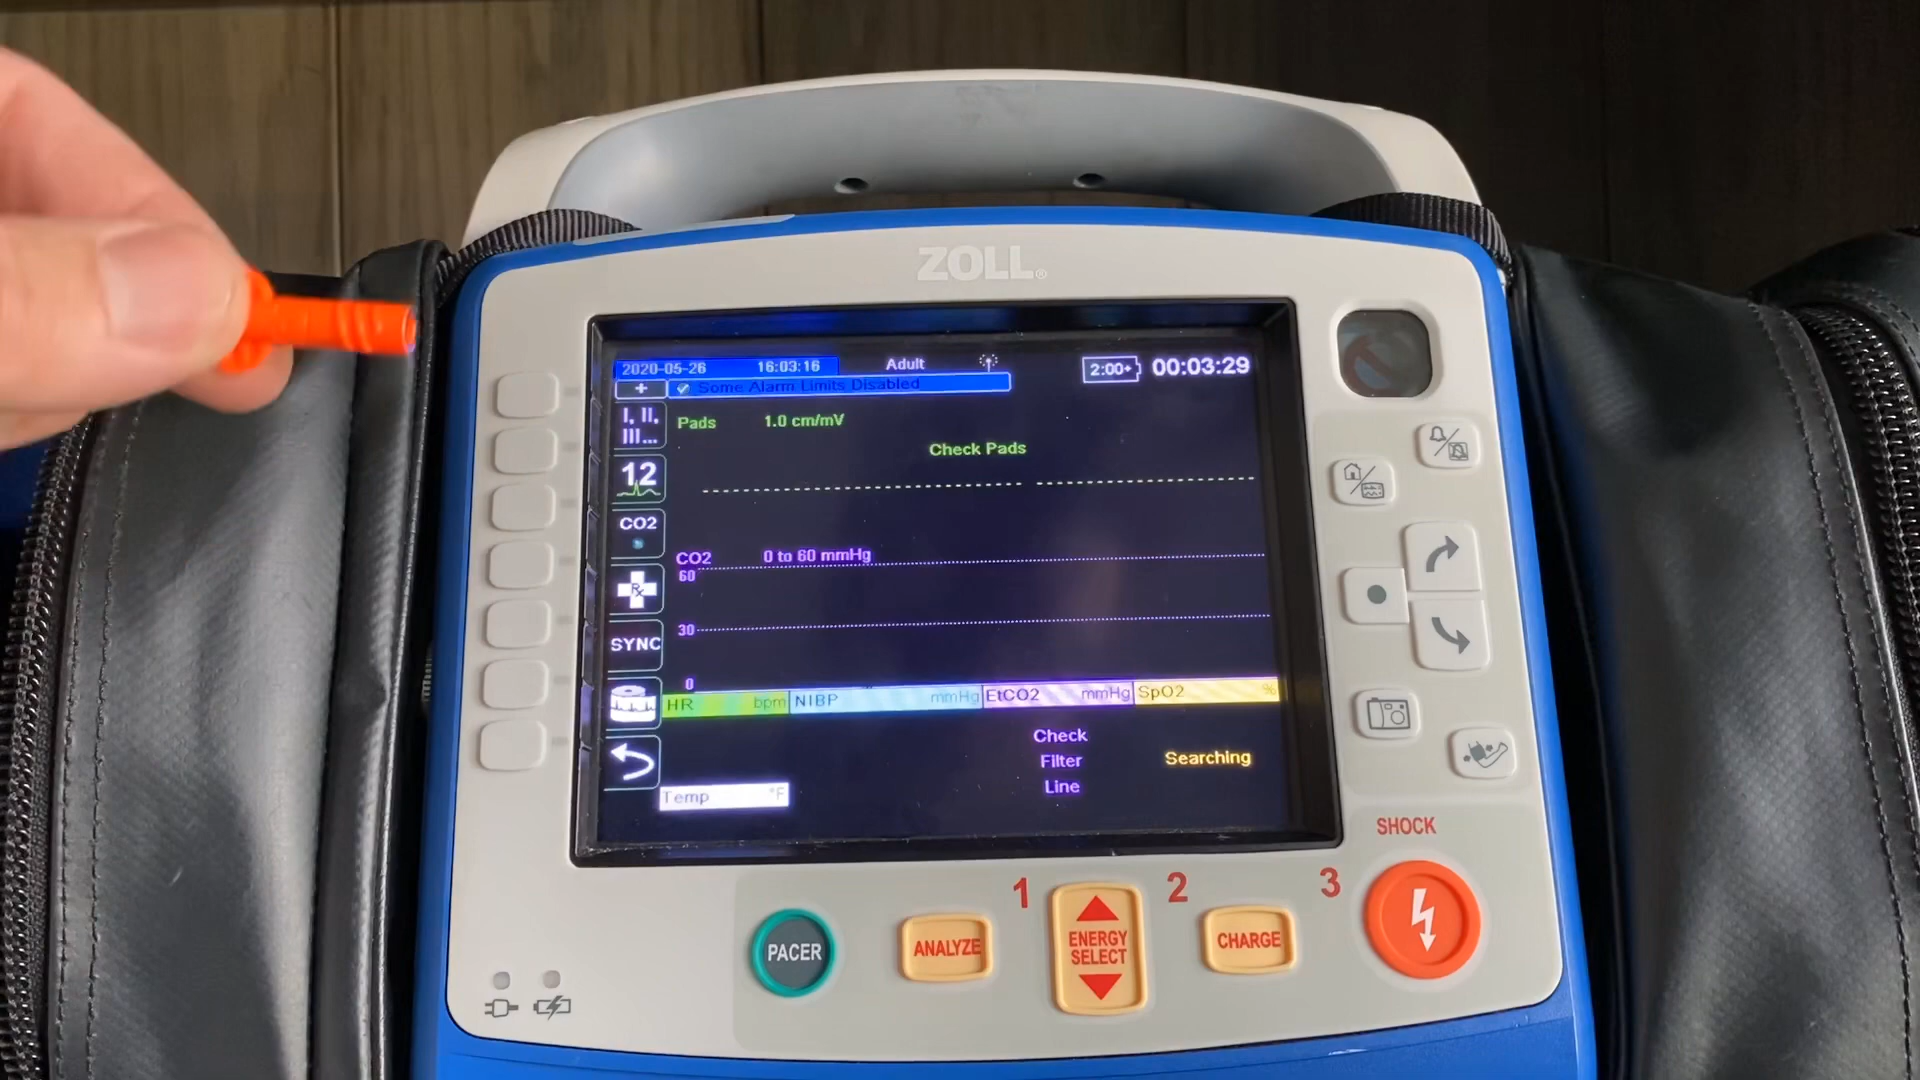 ZOLL®
2020-05-26 16:03:16 Adult 2:00+ 00:03:29
+ Some Alarm Limits Disabled
I, II,
III...
Pads 1.0 cm/mV
Check Pads
12
CO2
CO2 0 to 60 mmHg
60
Rx
30
SYNC
0
HR bpm NIBP mmHg EtCO2 mmHg SpO2 %
Check
Filter
Line
Searching
Temp °F
SHOCK
1 2 3
PACER
ANALYZE
ENERGY
SELECT
CHARGE